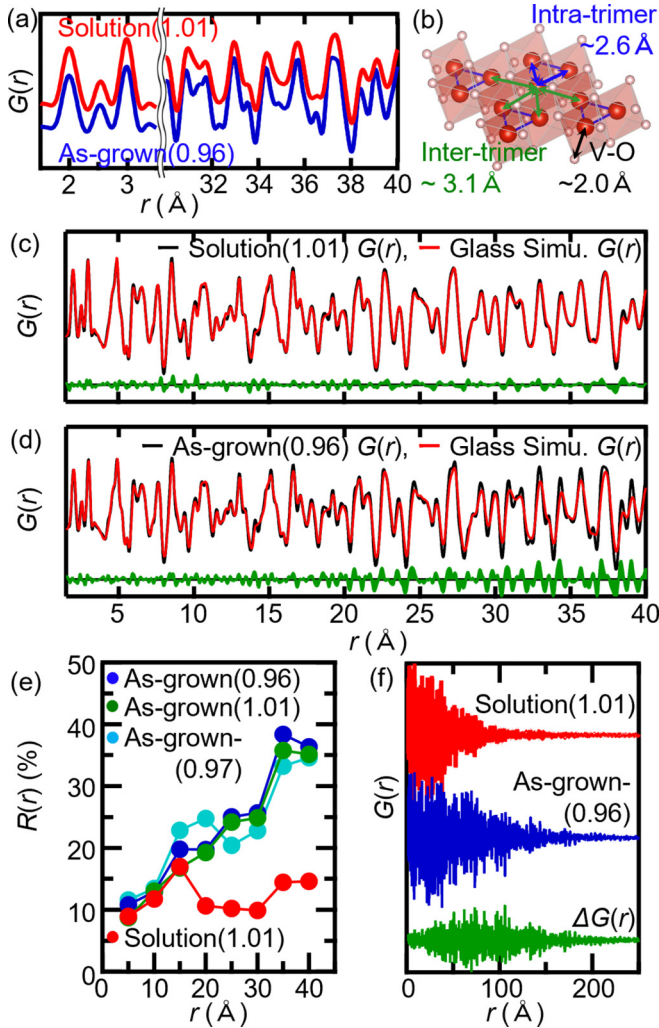 (a)
Solution(1.01)
G(r)
As-grown(0.96)
2 3 32 34 36 38 40
r (Å)
(b)
Intra-trimer
~2.6 Å
Inter-trimer
~ 3.1 Å
V-O
~2.0 Å
(c)
Solution(1.01) G(r), Glass Simu. G(r)
G(r)
(d)
As-grown(0.96) G(r), Glass Simu. G(r)
G(r)
5 10 15 20 25 30 35 40
r (Å)
(e)
50
40
30
20
10
0
R(r) (%)
As-grown(0.96)
As-grown(1.01)
As-grown-
(0.97)
Solution(1.01)
0 10 20 30 40
r (Å)
(f)
Solution(1.01)
As-grown-
(0.96)
ΔG(r)
G(r)
0 50 100 150 200
r (Å)